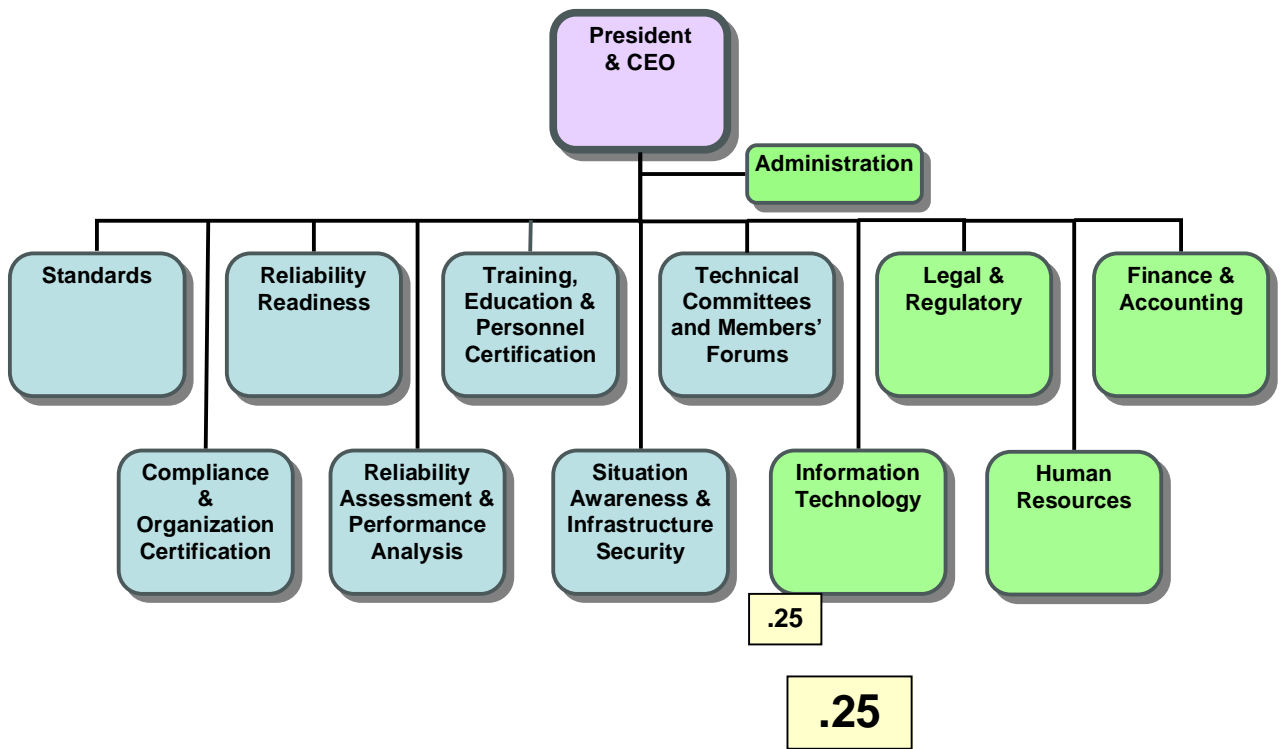 President
& CEO
Administration
Standards
Reliability
Readiness
Training,
Education &
Personnel
Certification
Technical
Committees
and Members’
Forums
Legal &
Regulatory
Finance &
Accounting
Compliance
&
Organization
Certification
Reliability
Assessment &
Performance
Analysis
Situation
Awareness &
Infrastructure
Security
Information
Technology
Human
Resources
.25
.25